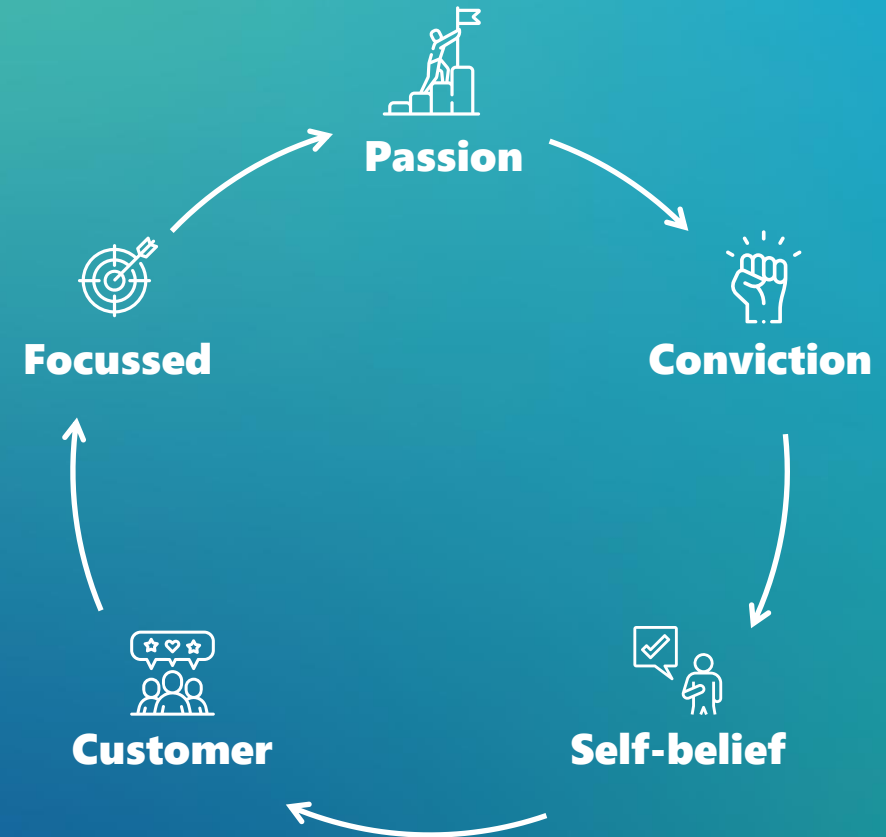 Passion
Conviction
Self-belief
Customer
Focussed